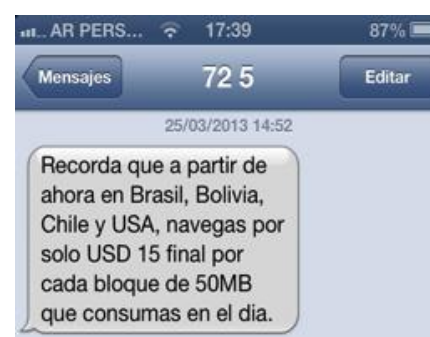 AR PERS... 17:39 87%
Mensajes 72 5 Editar
25/03/2013 14:52
Recorda que a partir de
ahora en Brasil, Bolivia,
Chile y USA, navegas por
solo USD 15 final por
cada bloque de 50MB
que consumas en el dia.